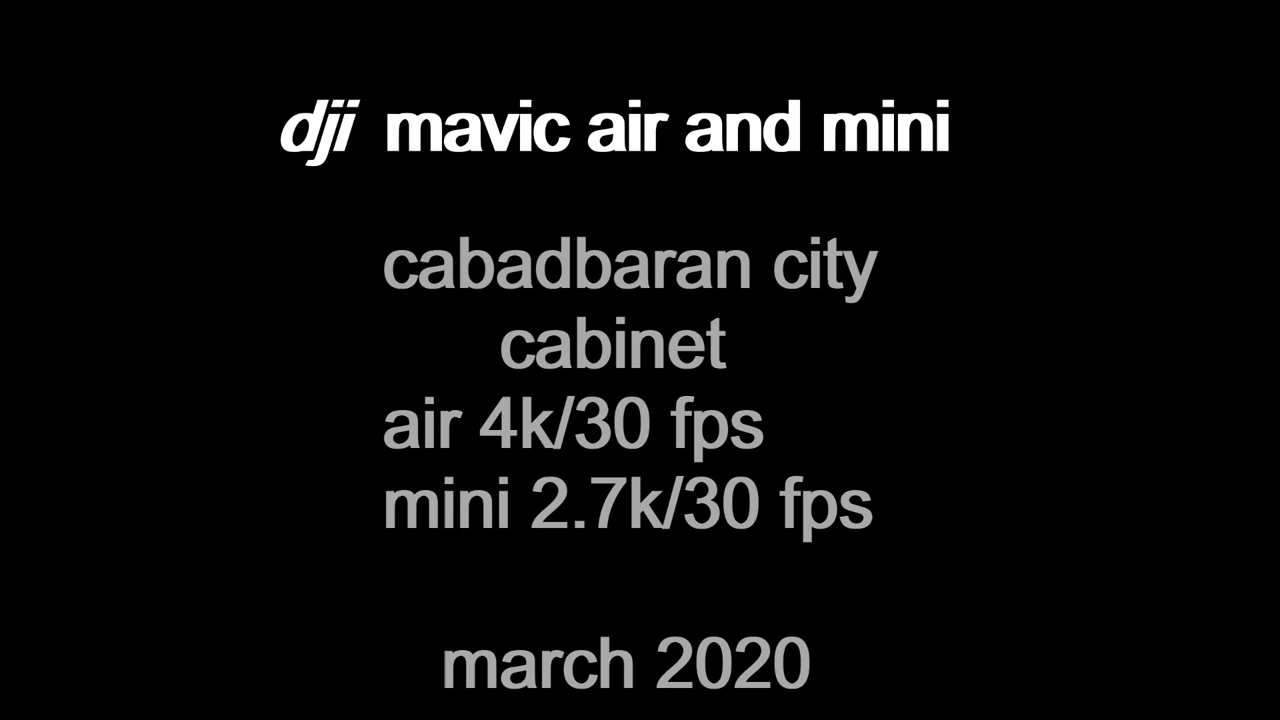 dji mavic air and mini
cabadbaran city
cabinet
air 4k/30 fps
mini 2.7k/30 fps
march 2020